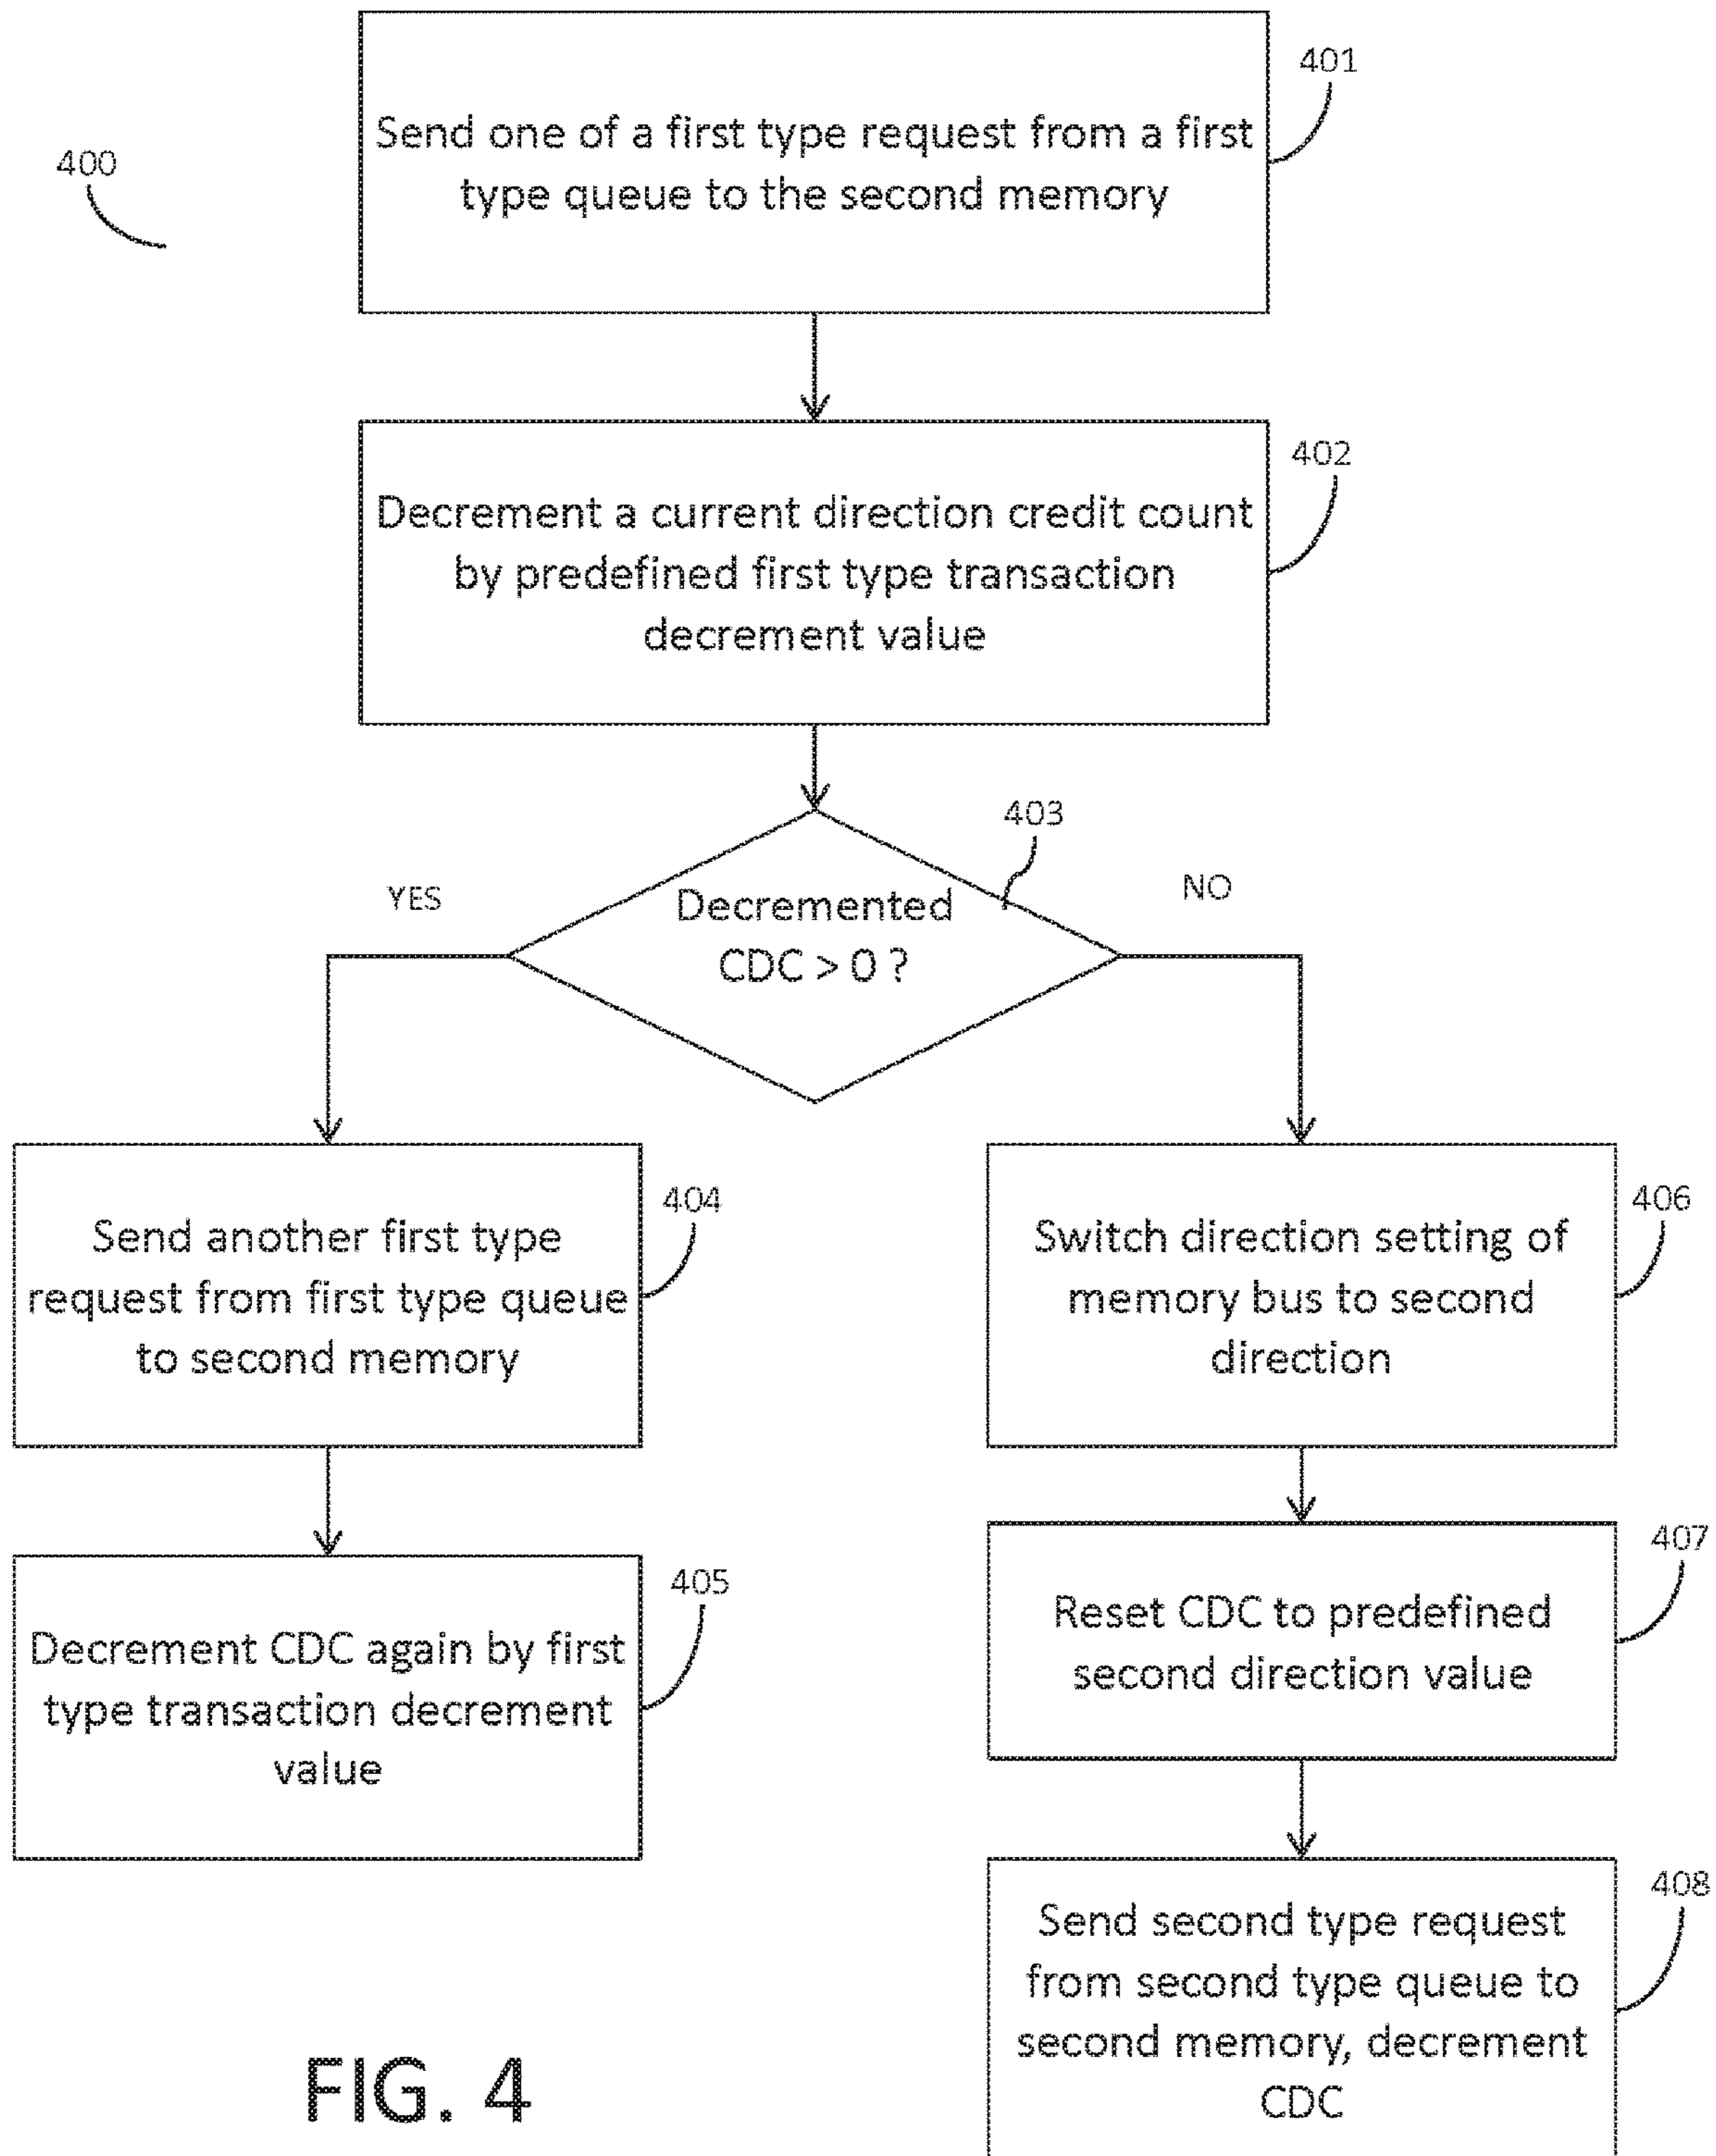 401
Send one of a first type request from a first
type queue to the second memory
400
402
Decrement a current direction credit count
by predefined first type transaction
decrement value
403
YES
NO
Decremented
CDC > 0 ?
404
Send another first type
request from first type queue
to second memory
406
Switch direction setting of
memory bus to second
direction
405
Decrement CDC again by first
type transaction decrement
value
407
Reset CDC to predefined
second direction value
408
Send second type request
from second type queue to
second memory, decrement
CDC
FIG. 4